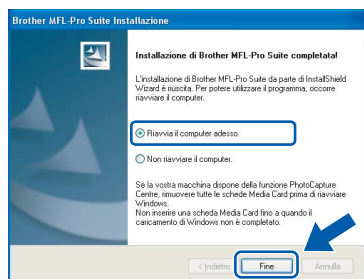 Brother MFL-Pro Suite Installazione
Installazione di Brother MFL-Pro Suite completata!
L'installazione di Brother MFL-Pro Suite da parte di InstallShield
Wizard è riuscita. Per potere utilizzare il programma, occorre
riavviare il computer.
Riavvia il computer adesso.
Non riavviare il computer.
Se la vostra macchina dispone della funzione PhotoCapture
Centre, rimuovere tutte le schede Media Card prima di riavviare
Windows.
Non inserire una scheda Media Card fino a quando il
caricamento di Windows non è completato.
< Indietro Fine Annulla